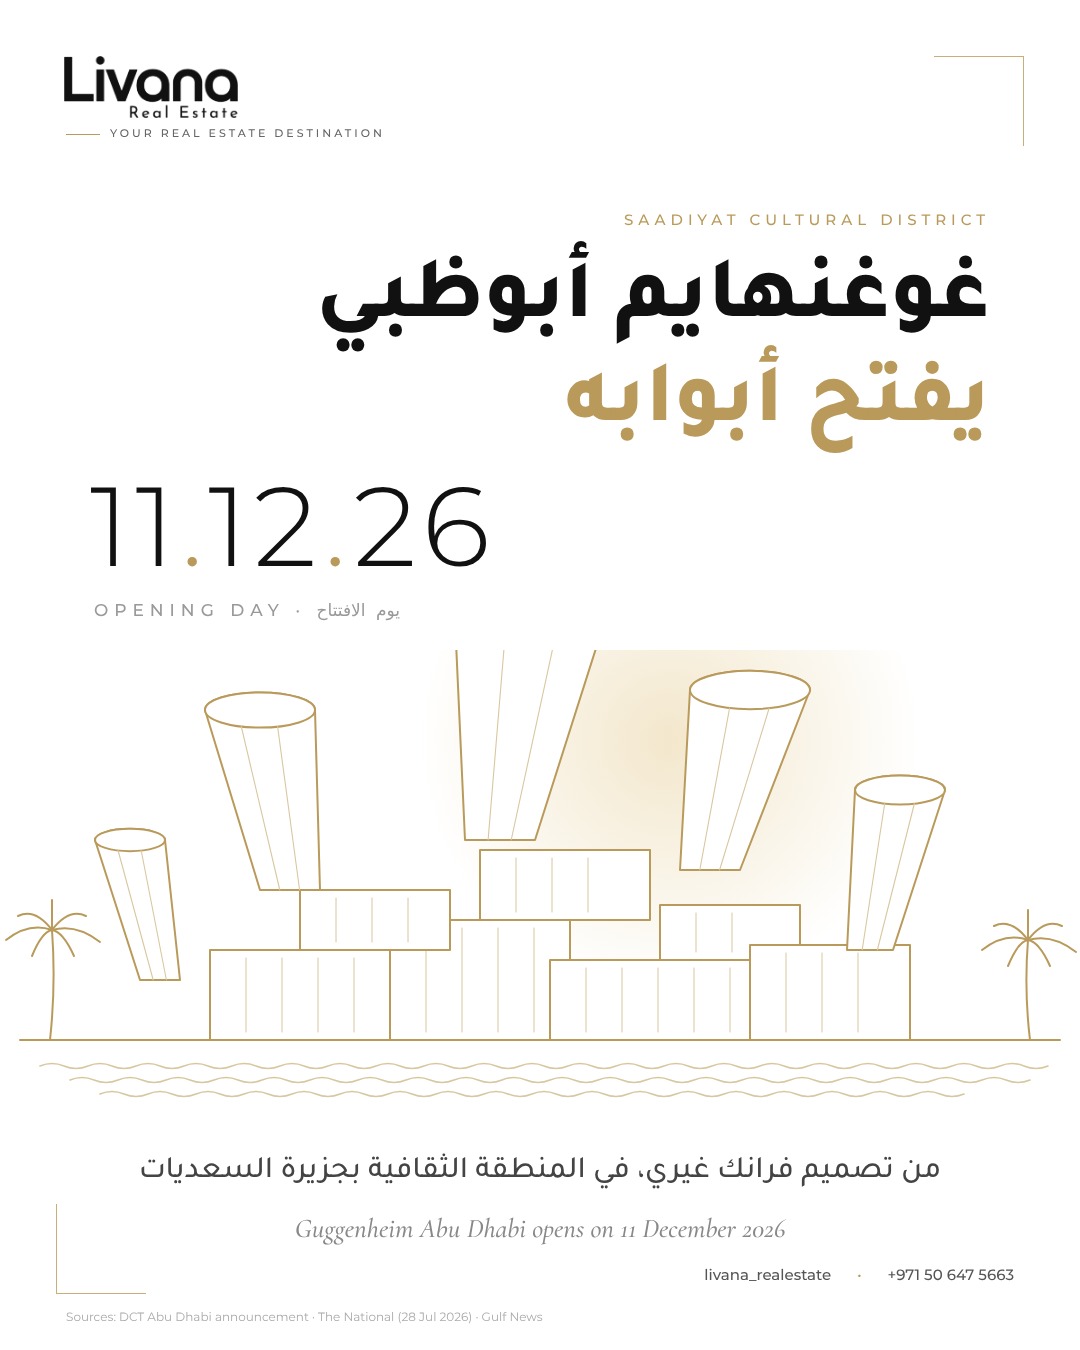 Livana
Real Estate
YOUR REAL ESTATE DESTINATION
SAADIYAT CULTURAL DISTRICT
غوغنهايم أبوظبي
يفتح أبوابه
11.12.26
OPENING DAY · يوم الافتتاح
من تصميم فرانك غيري، في المنطقة الثقافية بجزيرة السعديات
Guggenheim Abu Dhabi opens on 11 December 2026
livana_realestate · +971 50 647 5663
Sources: DCT Abu Dhabi announcement · The National (28 Jul 2026) · Gulf News